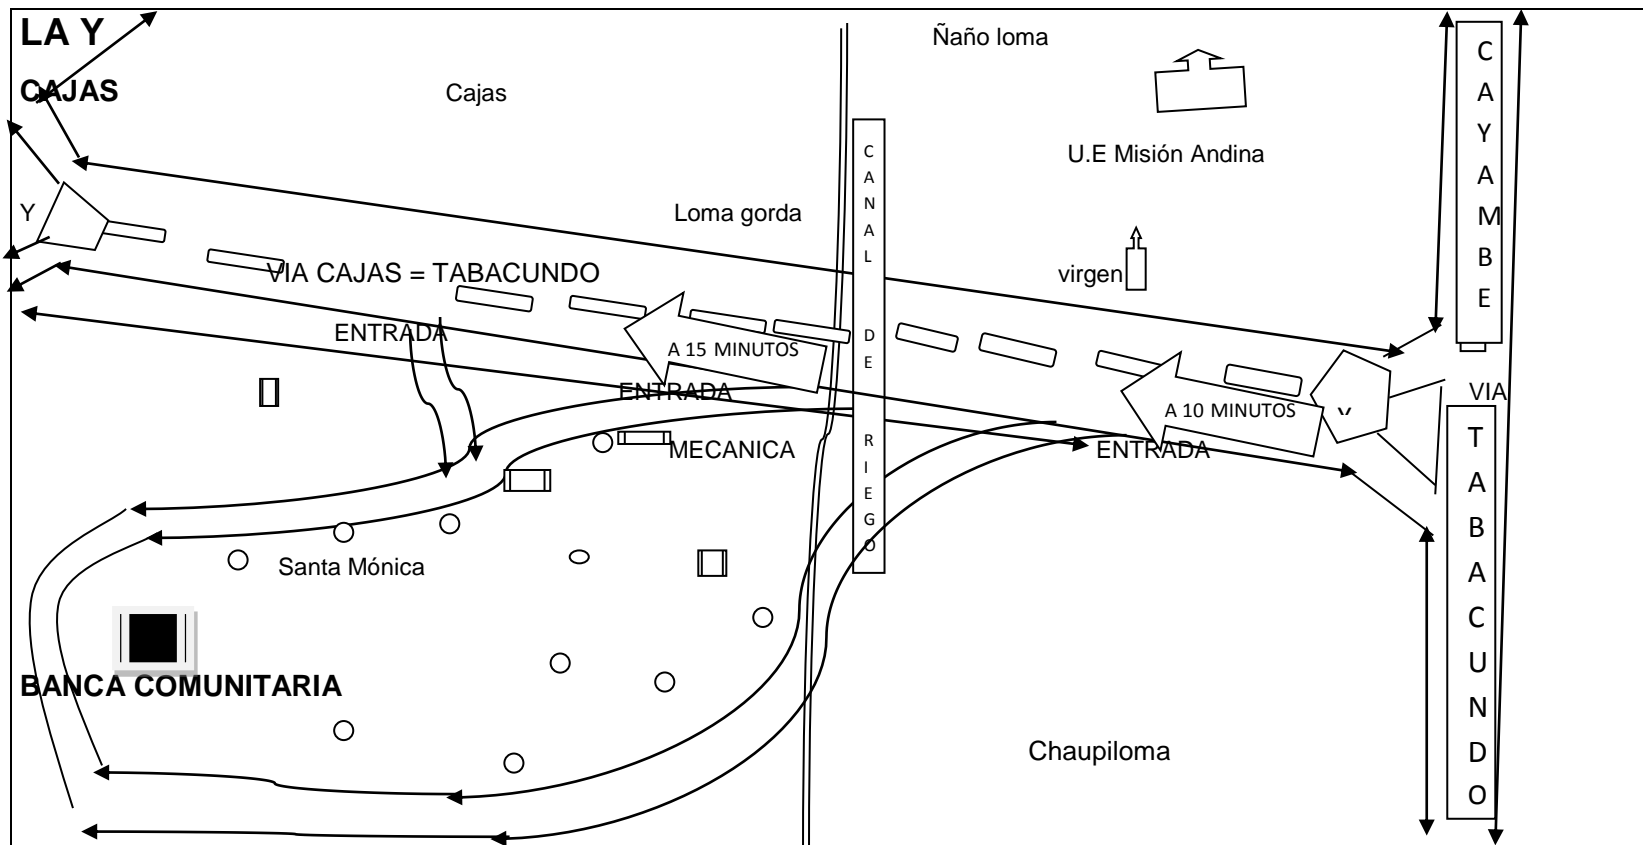 LA Y
CAJAS
Cajas
Ñaño loma
U.E Misión Andina
CAYAMBE
Y
Loma gorda
CANAL DE RIEGO
virgen
VIA CAJAS = TABACUNDO
ENTRADA
A 15 MINUTOS
ENTRADA
MECANICA
A 10 MINUTOS
Y
ENTRADA
VIA
TABACUNDO
Santa Mónica
BANCA COMUNITARIA
Chaupiloma